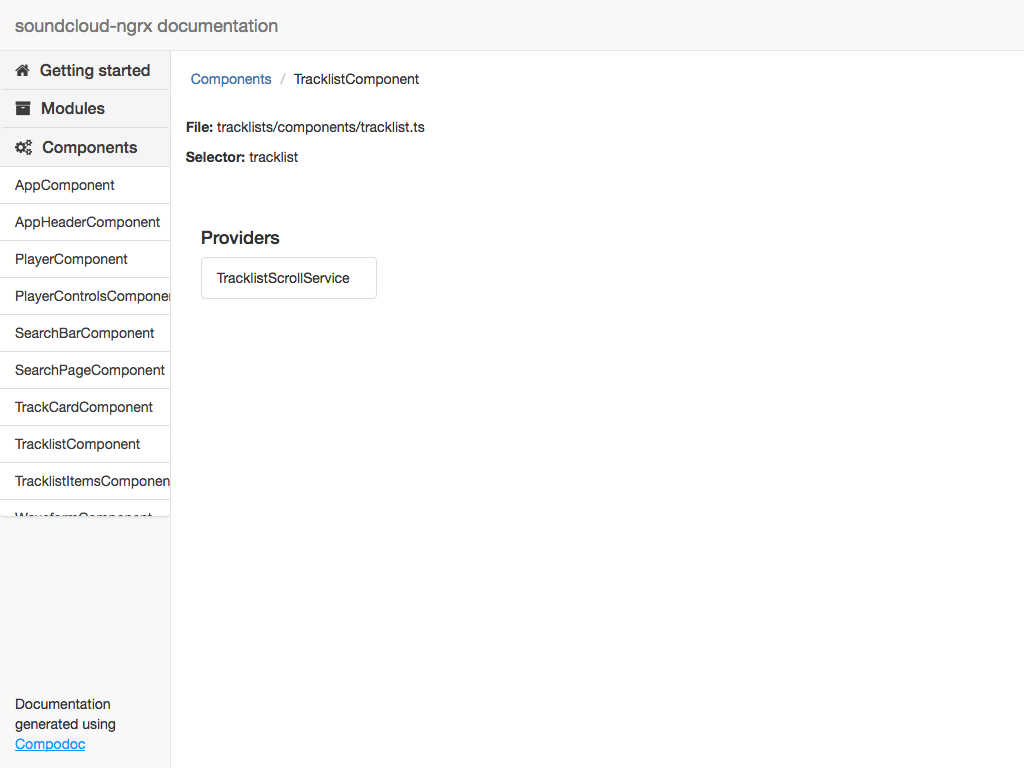 soundcloud-ngrx documentation
Getting started
Modules
Components
AppComponent
AppHeaderComponent
PlayerComponent
PlayerControlsComponen
SearchBarComponent
SearchPageComponent
TrackCardComponent
TracklistComponent
TracklistItemsComponen
WaveformComponent
Documentation
generated using
Compodoc
Components / TracklistComponent
File: tracklists/components/tracklist.ts
Selector: tracklist
Providers
TracklistScrollService